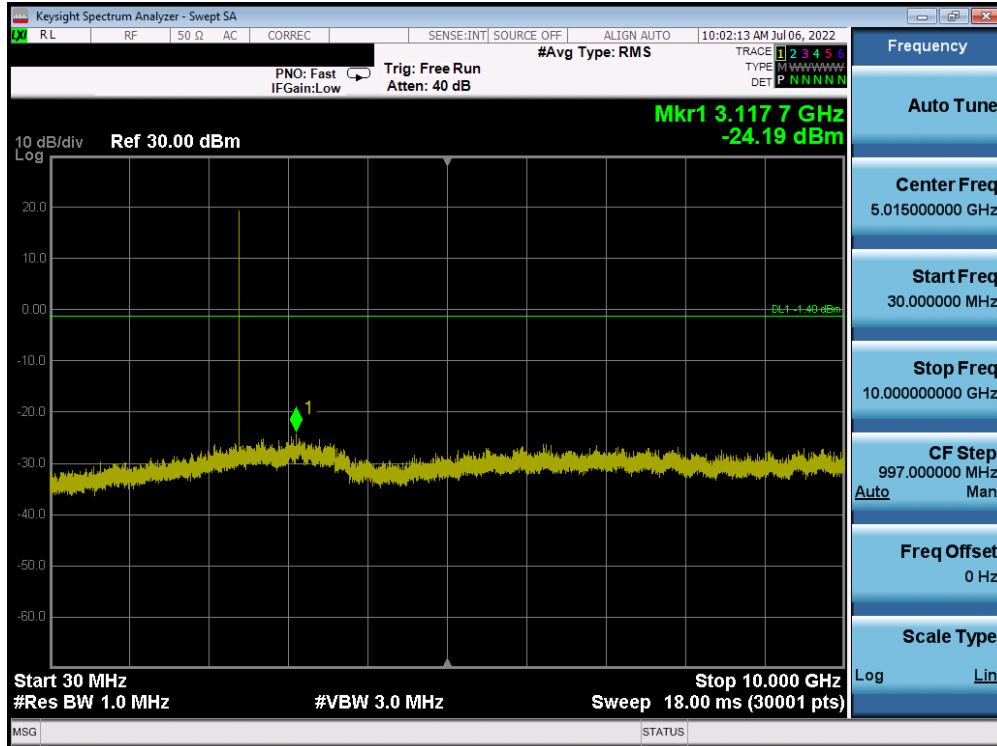 Keysight Spectrum Analyzer - Swept SA
LXI RL RF 50 Ω AC CORREC SENSE:INT SOURCE OFF ALIGN AUTO 10:02:13 AM Jul 06, 2022
#Avg Type: RMS
TRACE 1 2 3 4 5 6
TYPE M W W W W W
DET P N N N N N
PNO: Fast
IFGain:Low
Trig: Free Run
Atten: 40 dB
Mkr1 3.117 7 GHz
-24.19 dBm
10 dB/div
Log
Ref 30.00 dBm
20.0
10.0
0.00
DL1 -1.40 dBm
-10.0
-20.0
1
-30.0
-40.0
-50.0
-60.0
Start 30 MHz
Stop 10.000 GHz
#Res BW 1.0 MHz
#VBW 3.0 MHz
Sweep 18.00 ms (30001 pts)
MSG
STATUS
Frequency
Auto Tune
Center Freq
5.015000000 GHz
Start Freq
30.000000 MHz
Stop Freq
10.000000000 GHz
CF Step
997.000000 MHz
Auto Man
Freq Offset
0 Hz
Scale Type
Log Lin